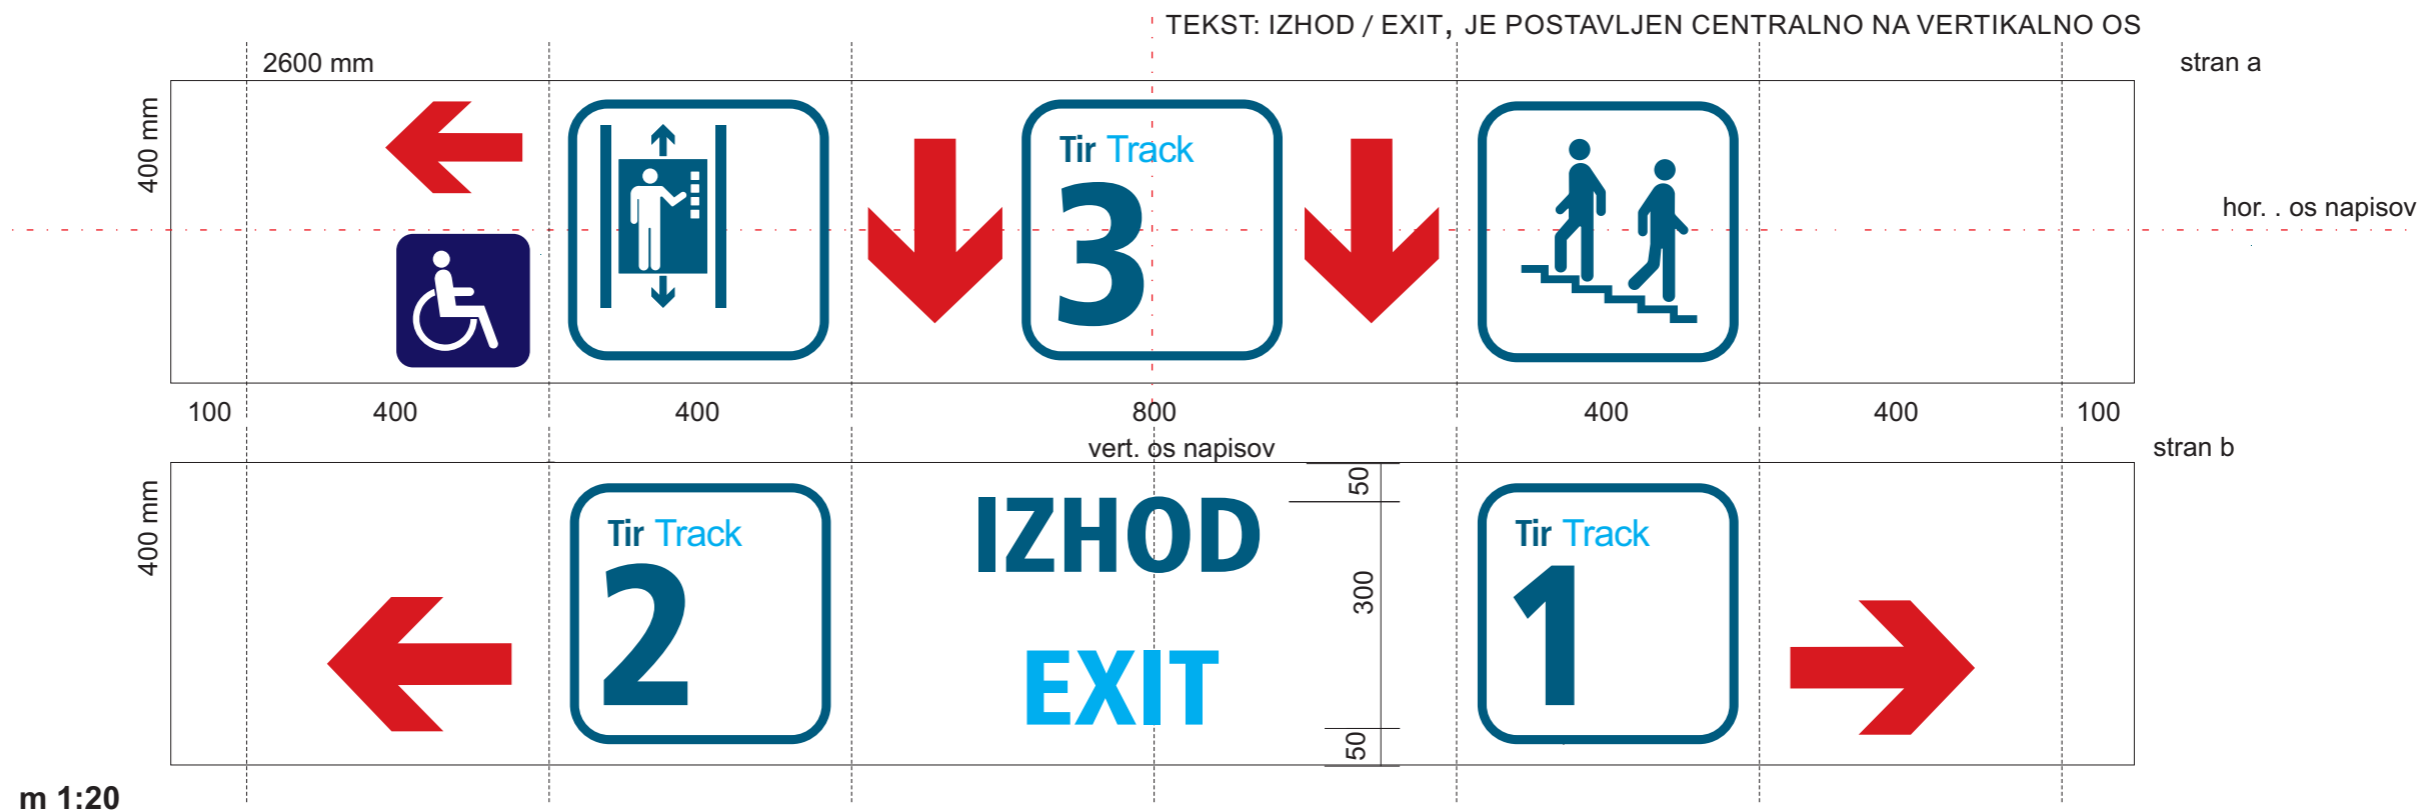 TEKST: IZHOD / EXIT, JE POSTAVLJEN CENTRALNO NA VERTIKALNO OS
2600 mm
stran a
400 mm
Tir Track
3
hor. . os napisov
100 400 400 800 400 400 100
vert. os napisov
stran b
400 mm
Tir Track
2
IZHOD
EXIT
50
300
50
Tir Track
1
m 1:20